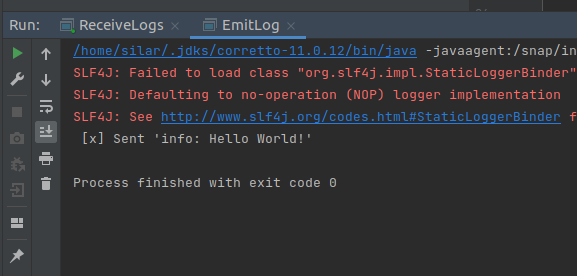 Run: ReceiveLogs EmitLog
/home/silar/.jdks/corretto-11.0.12/bin/java -javaagent:/snap/in
SLF4J: Failed to load class "org.slf4j.impl.StaticLoggerBinder"
SLF4J: Defaulting to no-operation (NOP) logger implementation
SLF4J: See http://www.slf4j.org/codes.html#StaticLoggerBinder f
[x] Sent 'info: Hello World!'
Process finished with exit code 0